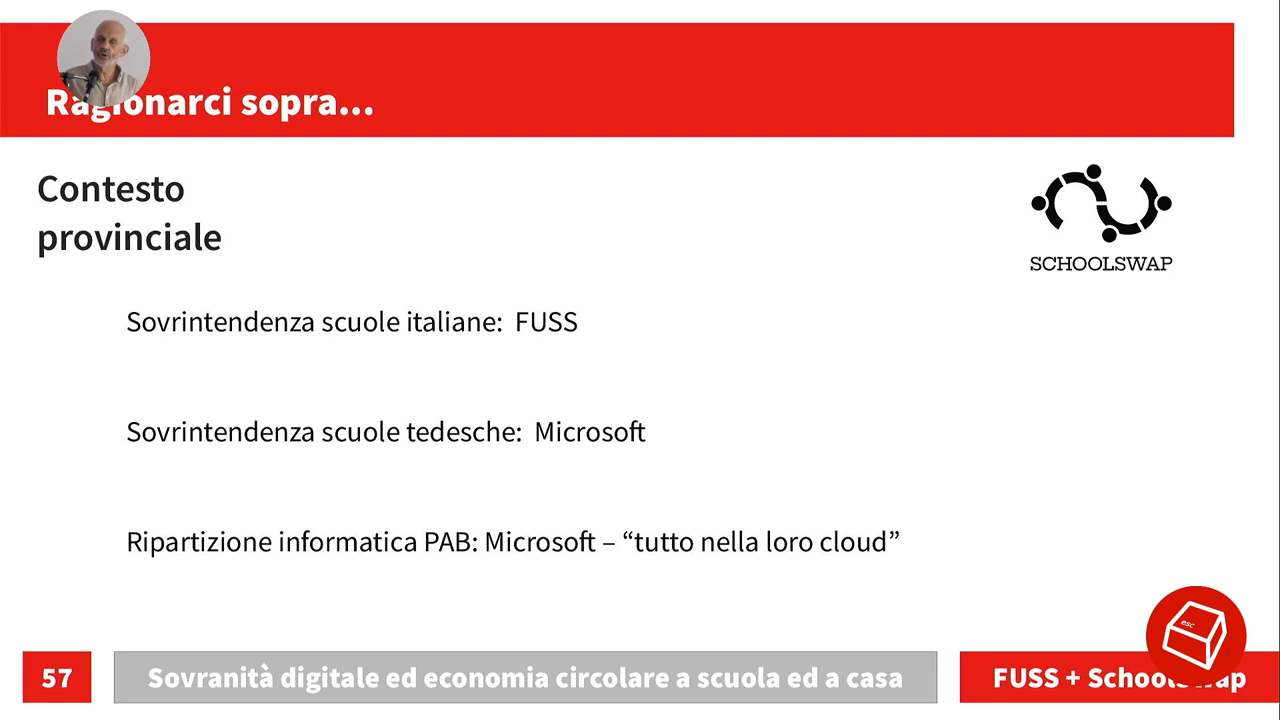 Ragionarci sopra...
Contesto
provinciale
SCHOOLSWAP
Sovrintendenza scuole italiane: FUSS
Sovrintendenza scuole tedesche: Microsoft
Ripartizione informatica PAB: Microsoft – “tutto nella loro cloud”
esc
57
Sovranità digitale ed economia circolare a scuola ed a casa
FUSS + SchoolSwap